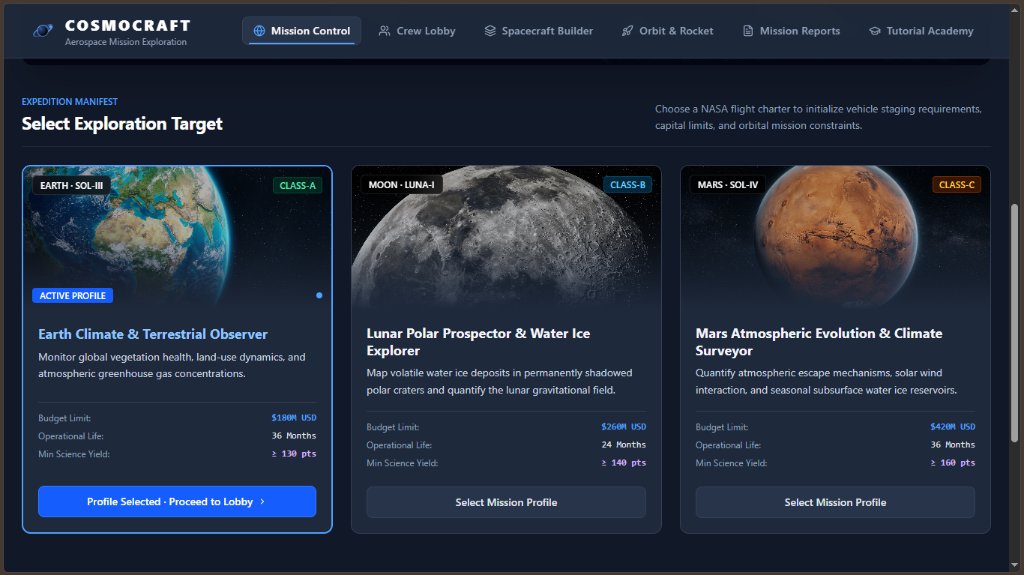 COSMOCRAFT
Aerospace Mission Exploration
Mission Control
Crew Lobby
Spacecraft Builder
Orbit & Rocket
Mission Reports
Tutorial Academy
EXPEDITION MANIFEST
Select Exploration Target
Choose a NASA flight charter to initialize vehicle staging requirements,
capital limits, and orbital mission constraints.
EARTH · SOL-III
CLASS-A
ACTIVE PROFILE
Earth Climate & Terrestrial Observer
Monitor global vegetation health, land-use dynamics, and
atmospheric greenhouse gas concentrations.
Budget Limit: $180M USD
Operational Life: 36 Months
Min Science Yield: ≥ 130 pts
Profile Selected · Proceed to Lobby ›
MOON · LUNA-I
CLASS-B
Lunar Polar Prospector & Water Ice
Explorer
Map volatile water ice deposits in permanently shadowed
polar craters and quantify the lunar gravitational field.
Budget Limit: $260M USD
Operational Life: 24 Months
Min Science Yield: ≥ 140 pts
Select Mission Profile
MARS · SOL-IV
CLASS-C
Mars Atmospheric Evolution & Climate
Surveyor
Quantify atmospheric escape mechanisms, solar wind
interaction, and seasonal subsurface water ice reservoirs.
Budget Limit: $420M USD
Operational Life: 36 Months
Min Science Yield: ≥ 160 pts
Select Mission Profile